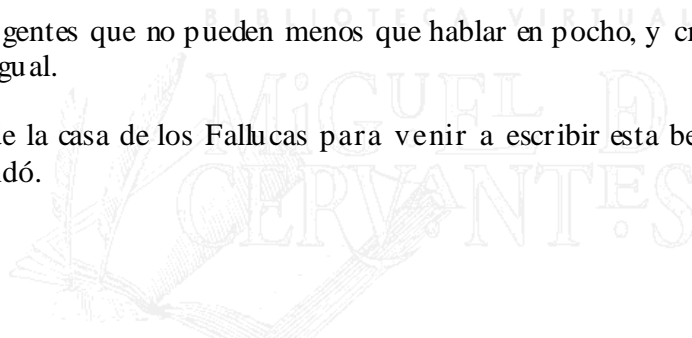 BIBLIOTECA VIRTUAL
gentes que no pueden menos que hablar en pocho, y cr
gual.
e la casa de los Fallucas para venir a escribir esta be
dó.
MiGUEL D
CERVANTES